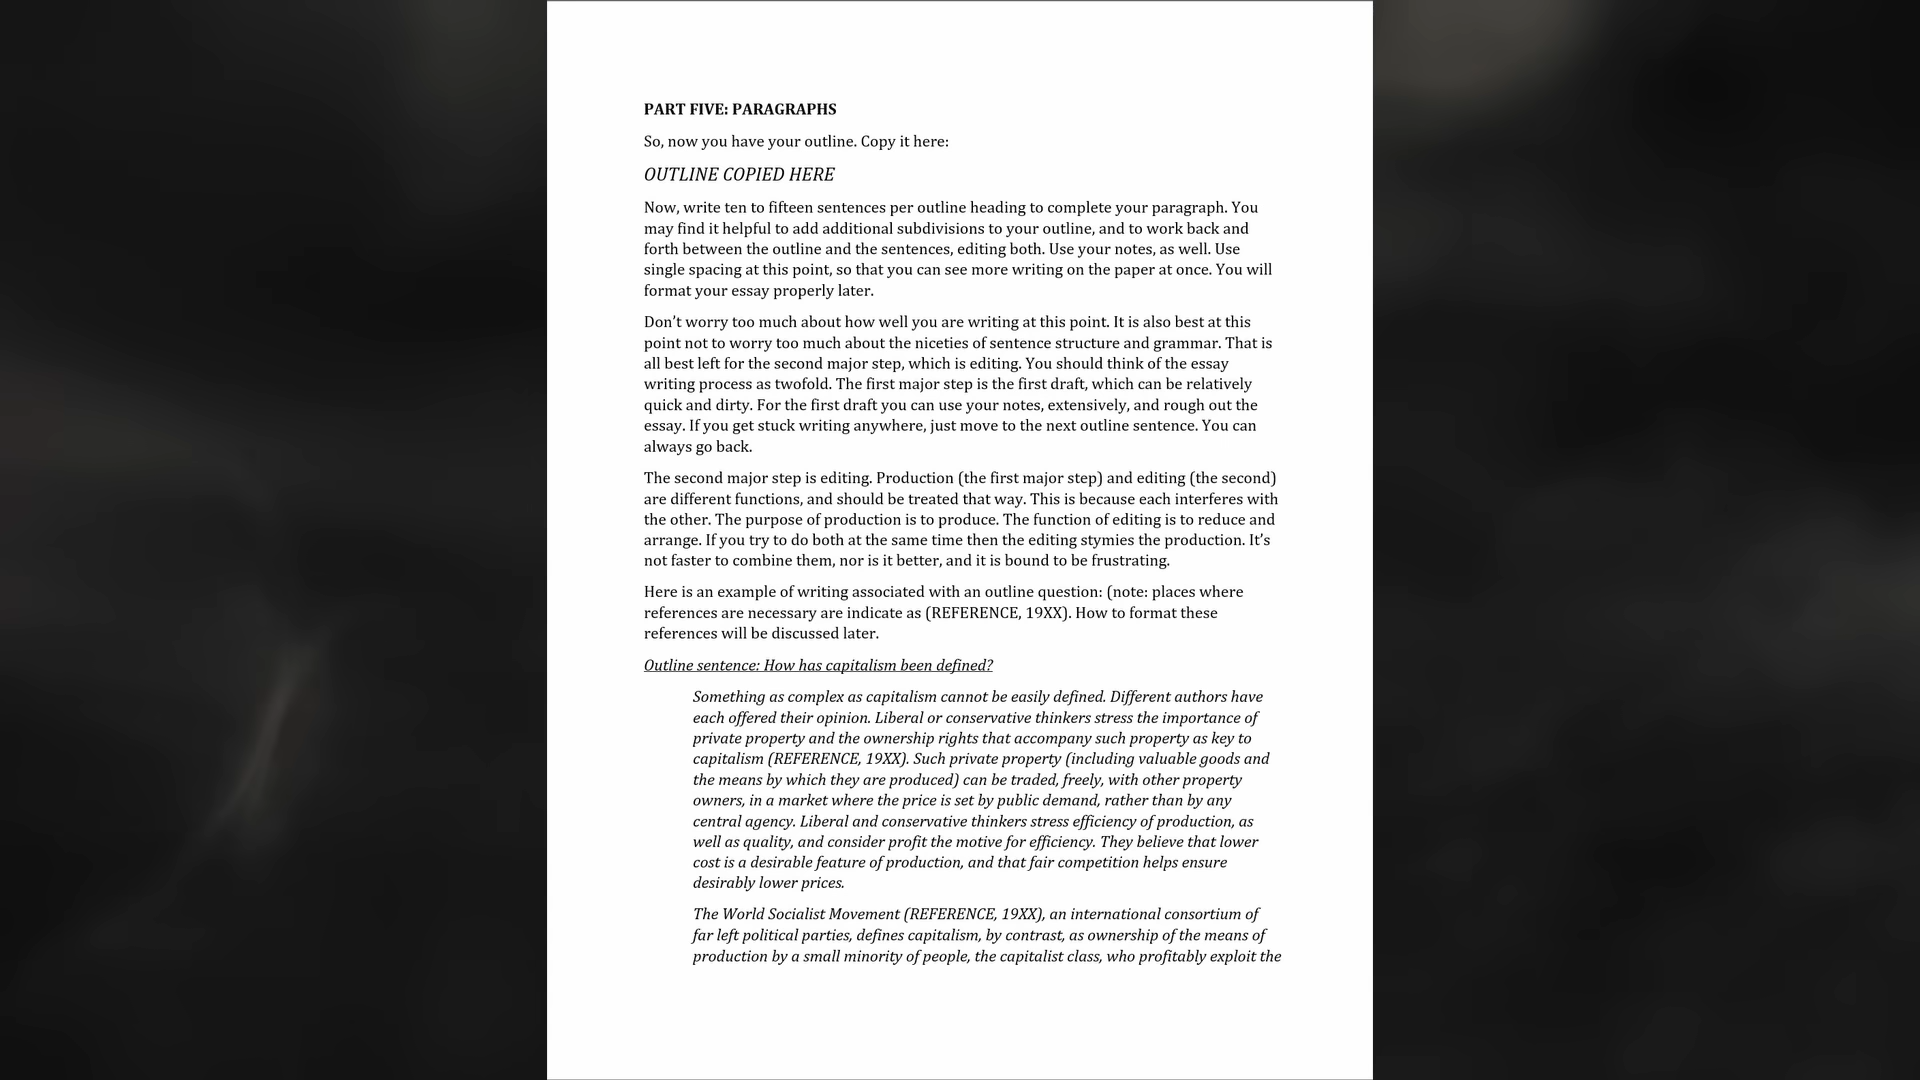 PART FIVE: PARAGRAPHS
So, now you have your outline. Copy it here:
OUTLINE COPIED HERE
Now, write ten to fifteen sentences per outline heading to complete your paragraph. You
may find it helpful to add additional subdivisions to your outline, and to work back and
forth between the outline and the sentences, editing both. Use your notes, as well. Use
single spacing at this point, so that you can see more writing on the paper at once. You will
format your essay properly later.
Don’t worry too much about how well you are writing at this point. It is also best at this
point not to worry too much about the niceties of sentence structure and grammar. That is
all best left for the second major step, which is editing. You should think of the essay
writing process as twofold. The first major step is the first draft, which can be relatively
quick and dirty. For the first draft you can use your notes, extensively, and rough out the
essay. If you get stuck writing anywhere, just move to the next outline sentence. You can
always go back.
The second major step is editing. Production (the first major step) and editing (the second)
are different functions, and should be treated that way. This is because each interferes with
the other. The purpose of production is to produce. The function of editing is to reduce and
arrange. If you try to do both at the same time then the editing stymies the production. It’s
not faster to combine them, nor is it better, and it is bound to be frustrating.
Here is an example of writing associated with an outline question: (note: places where
references are necessary are indicate as (REFERENCE, 19XX). How to format these
references will be discussed later.
Outline sentence: How has capitalism been defined?
Something as complex as capitalism cannot be easily defined. Different authors have
each offered their opinion. Liberal or conservative thinkers stress the importance of
private property and the ownership rights that accompany such property as key to
capitalism (REFERENCE, 19XX). Such private property (including valuable goods and
the means by which they are produced) can be traded, freely, with other property
owners, in a market where the price is set by public demand, rather than by any
central agency. Liberal and conservative thinkers stress efficiency of production, as
well as quality, and consider profit the motive for efficiency. They believe that lower
cost is a desirable feature of production, and that fair competition helps ensure
desirably lower prices.
The World Socialist Movement (REFERENCE, 19XX), an international consortium of
far left political parties, defines capitalism, by contrast, as ownership of the means of
production by a small minority of people, the capitalist class, who profitably exploit the